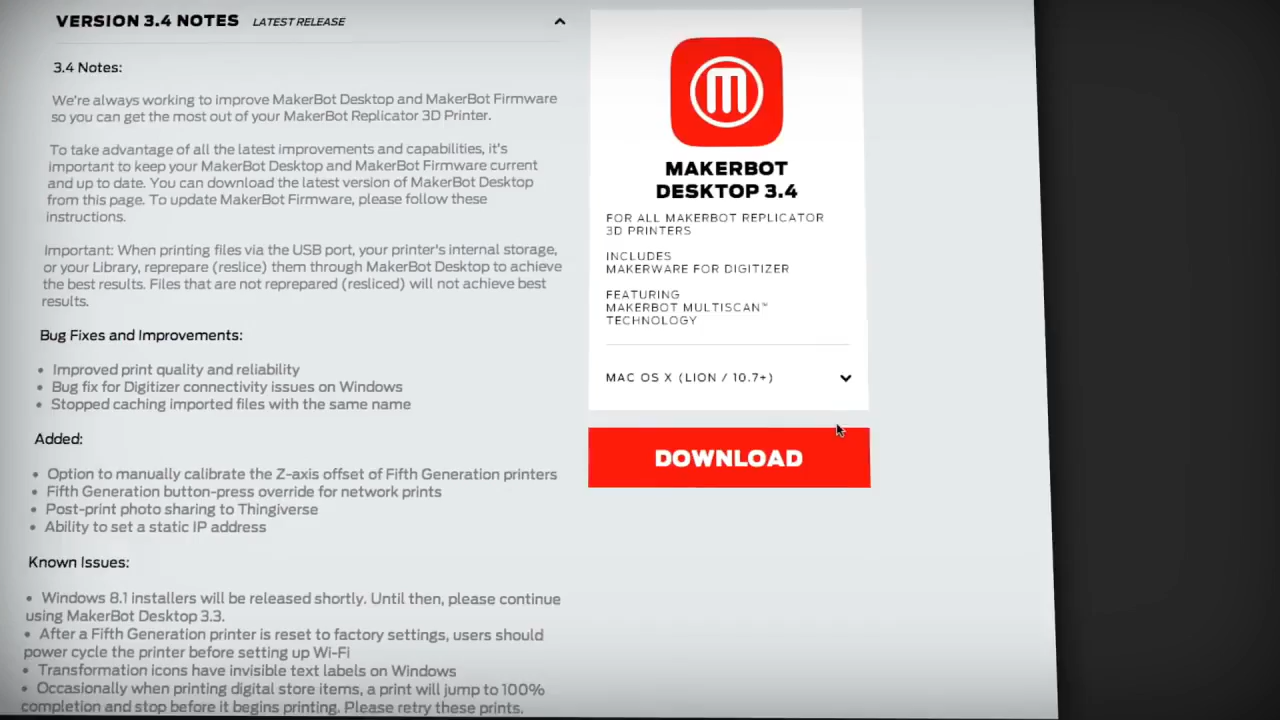 VERSION 3.4 NOTES LATEST RELEASE
3.4 Notes:
We're always working to improve MakerBot Desktop and MakerBot Firmware
so you can get the most out of your MakerBot Replicator 3D Printer.
To take advantage of all the latest improvements and capabilities, it's
important to keep your MakerBot Desktop and MakerBot Firmware current
and up to date. You can download the latest version of MakerBot Desktop
from this page. To update MakerBot Firmware, please follow these
instructions.
Important: When printing files via the USB port, your printer's internal storage,
or your Library, reprepare (reslice) them through MakerBot Desktop to achieve
the best results. Files that are not reprepared (resliced) will not achieve best
results.
Bug Fixes and Improvements:
• Improved print quality and reliability
• Bug fix for Digitizer connectivity issues on Windows
• Stopped caching imported files with the same name
Added:
• Option to manually calibrate the Z-axis offset of Fifth Generation printers
• Fifth Generation button-press override for network prints
• Post-print photo sharing to Thingiverse
• Ability to set a static IP address
Known Issues:
• Windows 8.1 installers will be released shortly. Until then, please continue
using MakerBot Desktop 3.3.
• After a Fifth Generation printer is reset to factory settings, users should
power cycle the printer before setting up Wi-Fi
• Transformation icons have invisible text labels on Windows
• Occasionally when printing digital store items, a print will jump to 100%
completion and stop before it begins printing. Please retry these prints.
M
MAKERBOT
DESKTOP 3.4
FOR ALL MAKERBOT REPLICATOR
3D PRINTERS
INCLUDES
MAKERWARE FOR DIGITIZER
FEATURING
MAKERBOT MULTISCAN™
TECHNOLOGY
MAC OS X (LION / 10.7+)
DOWNLOAD